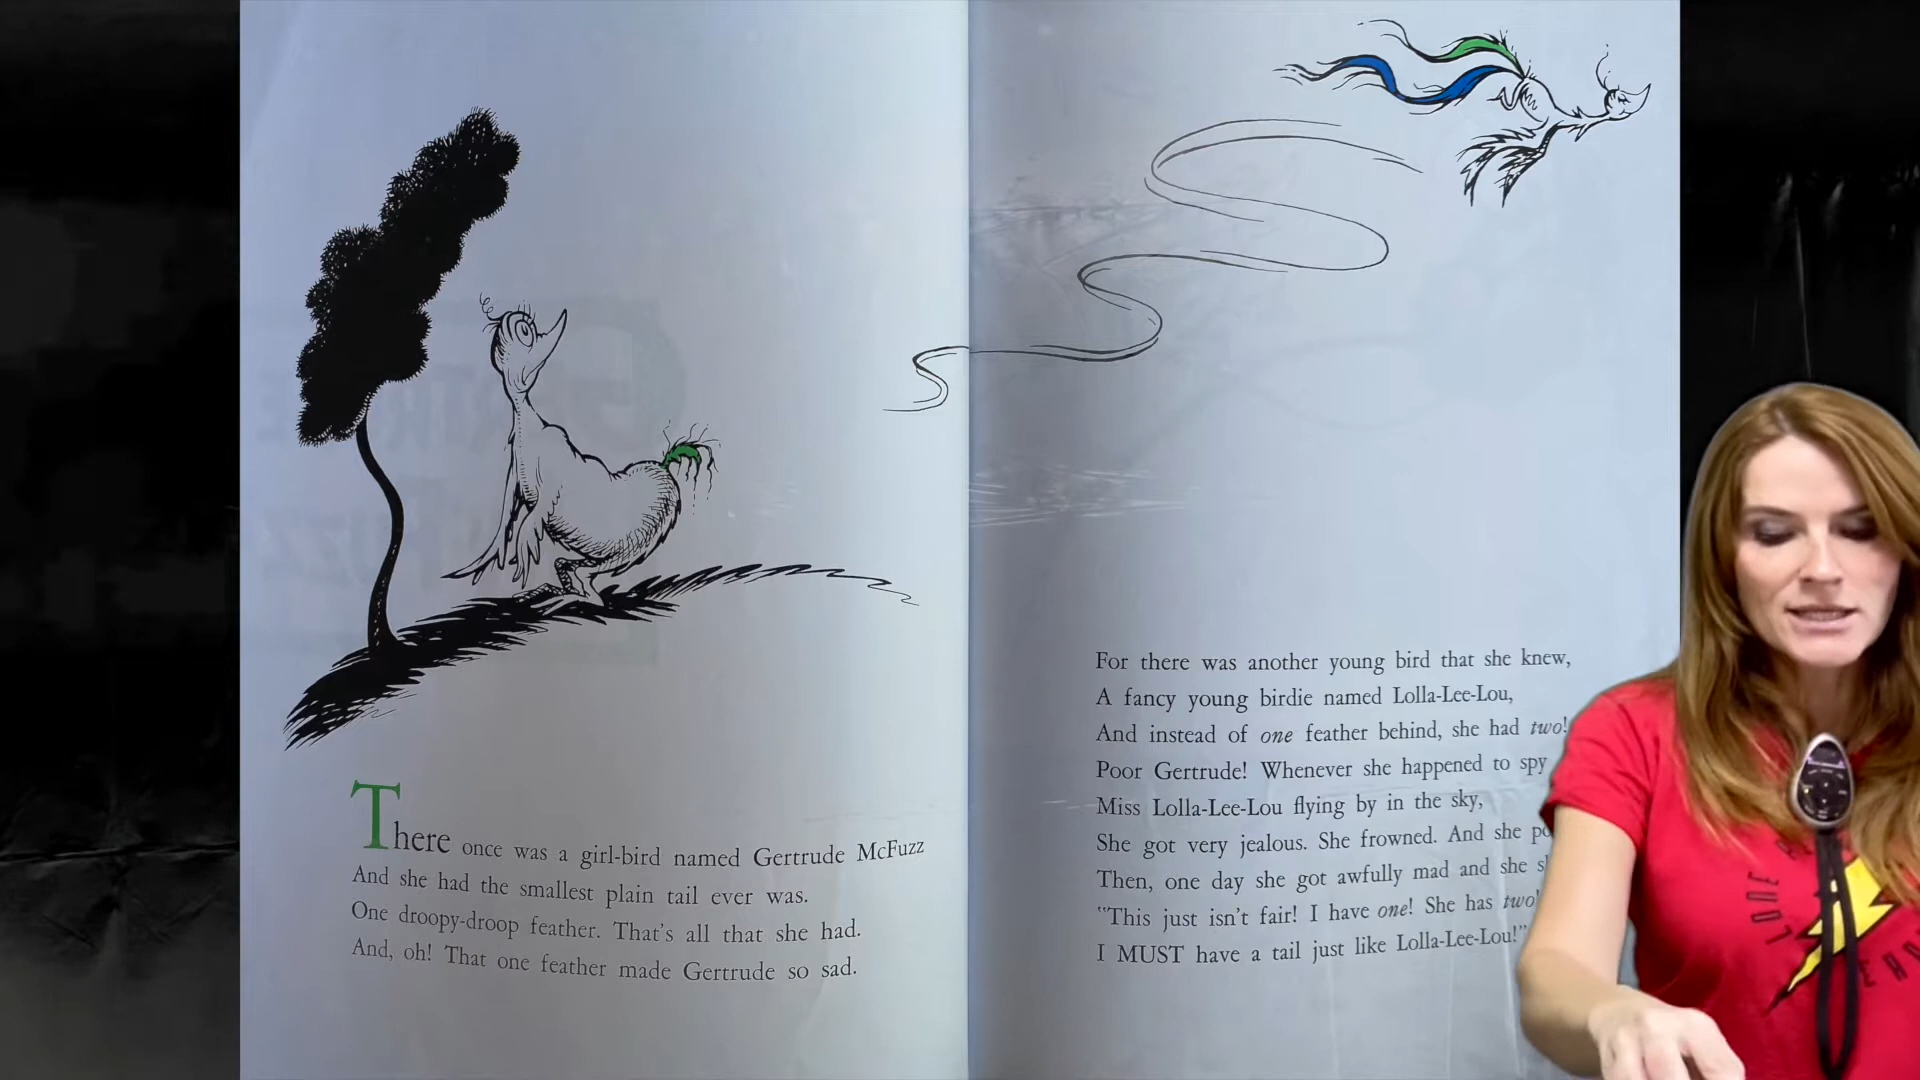 There once was a girl-bird named Gertrude McFuzz
And she had the smallest plain tail ever was.
One droopy-droop feather. That's all that she had.
And, oh! That one feather made Gertrude so sad.
For there was another young bird that she knew,
A fancy young birdie named Lolla-Lee-Lou,
And instead of one feather behind, she had two!
Poor Gertrude! Whenever she happened to spy
Miss Lolla-Lee-Lou flying by in the sky,
She got very jealous. She frowned. And she
Then, one day she got awfully mad and she
"This just isn't fair! I have one! She has two!
I MUST have a tail just like Lolla-Lee-Lou!"
LONE